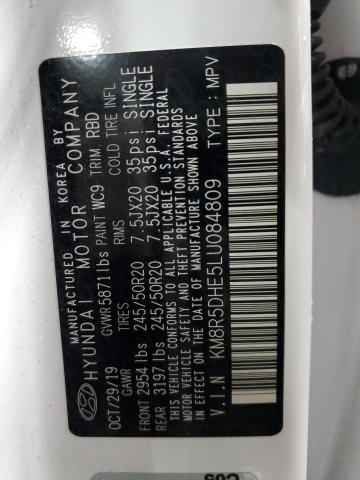 MANUFACTURED IN KOREA BY
HYUNDAI MOTOR COMPANY
OCT/29/19 GVWR5871lbs PAINT WC9 TRIM RBD
GAWR TIRES RIMS COLD TIRE INFL
FRONT 2954 lbs 245/50R20 7.5JX20 35psi SINGLE
REAR 3197 lbs 245/50R20 7.5JX20 35psi SINGLE
THIS VEHICLE CONFORMS TO ALL APPLICABLE U.S.A. FEDERAL
MOTOR VEHICLE SAFETY AND THEFT PREVENTION STANDARDS
IN EFFECT ON THE DATE OF MANUFACTURE SHOWN ABOVE
V.I.N KM8R5DHE5LU084809 TYPE : MPV